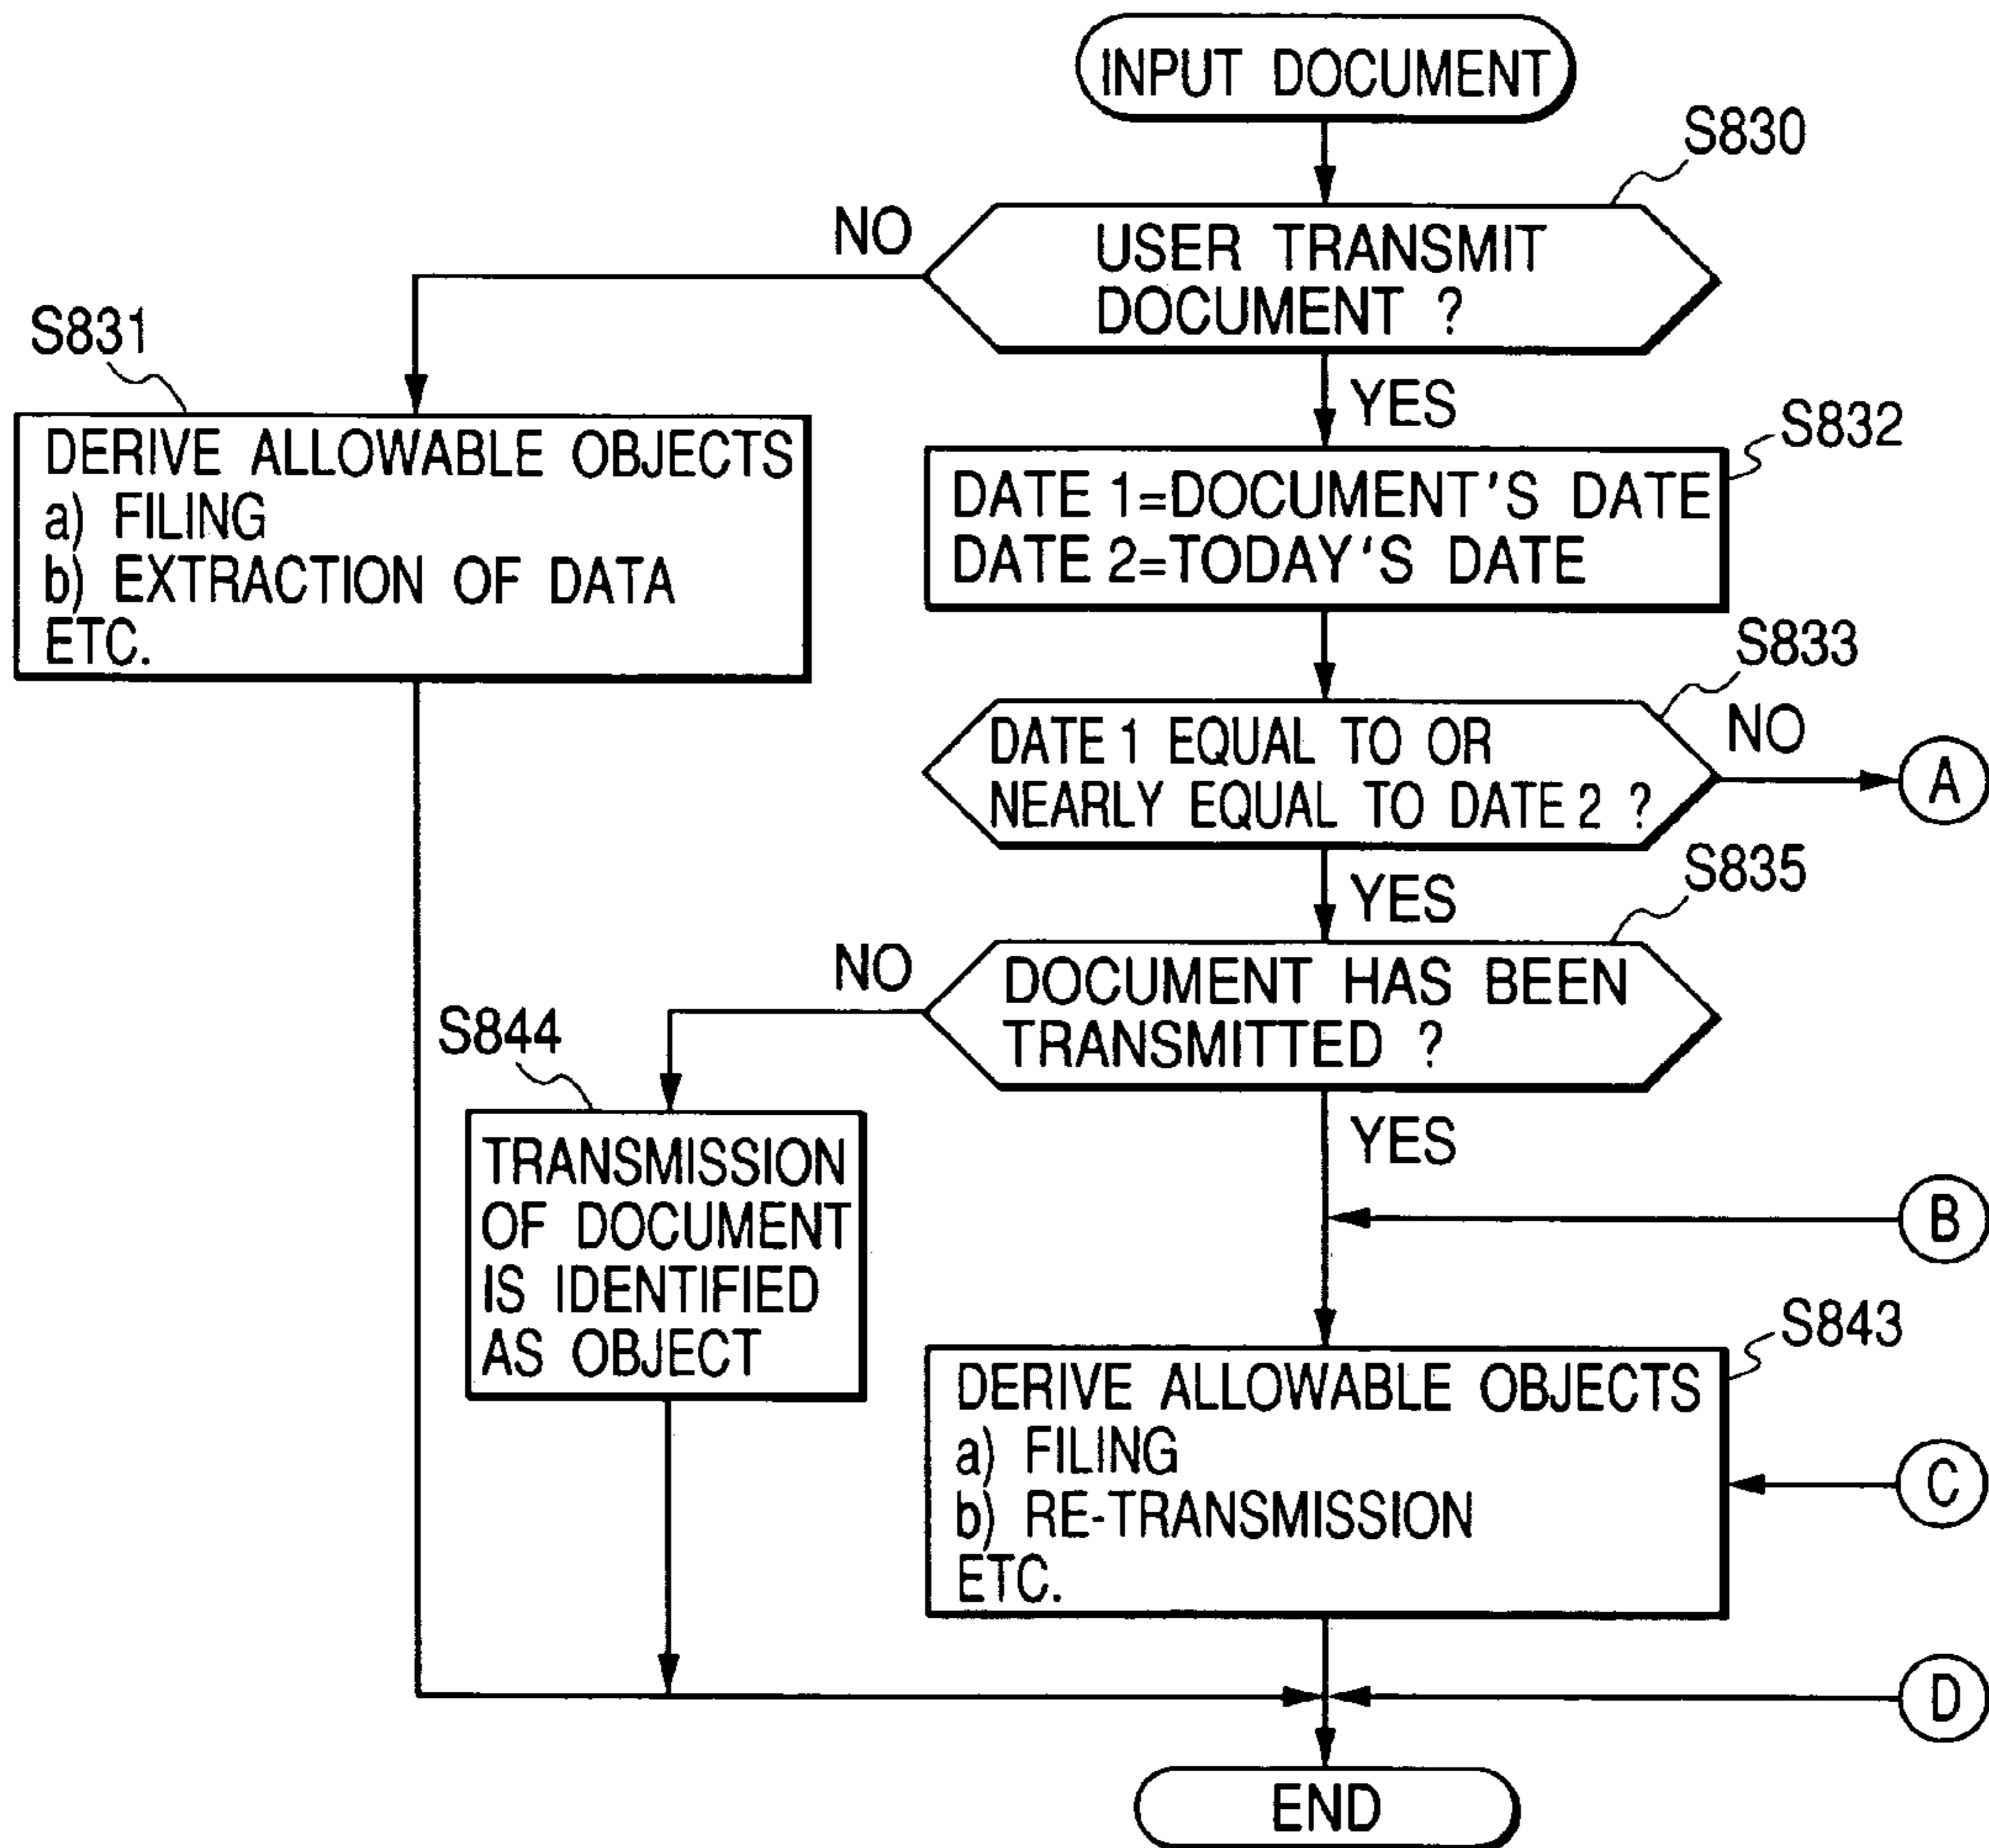 INPUT DOCUMENT
S830
USER TRANSMIT
DOCUMENT ?
NO
YES
S831
DERIVE ALLOWABLE OBJECTS
a) FILING
b) EXTRACTION OF DATA
ETC.
S832
DATE 1=DOCUMENT'S DATE
DATE 2=TODAY'S DATE
S833
DATE 1 EQUAL TO OR
NEARLY EQUAL TO DATE 2 ?
NO
A
YES
S835
DOCUMENT HAS BEEN
TRANSMITTED ?
NO
YES
S844
TRANSMISSION
OF DOCUMENT
IS IDENTIFIED
AS OBJECT
B
S843
DERIVE ALLOWABLE OBJECTS
a) FILING
b) RE-TRANSMISSION
ETC.
C
D
END